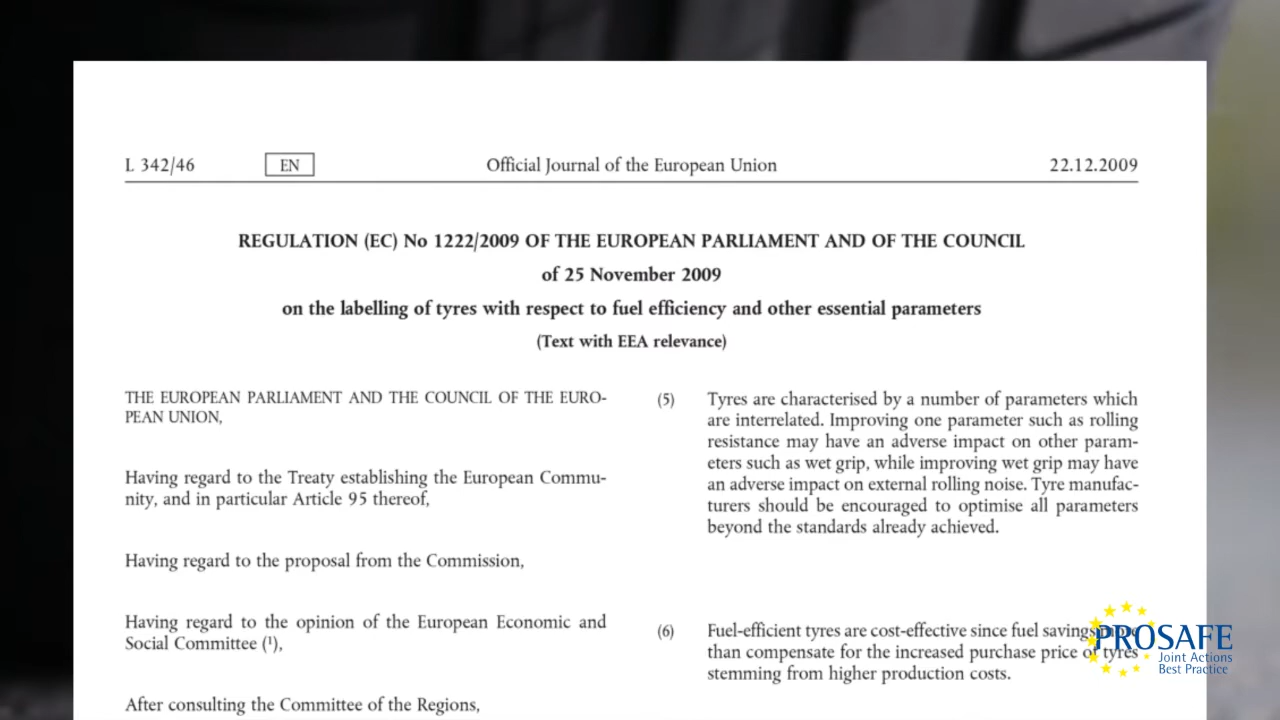 L 342/46 EN Official Journal of the European Union 22.12.2009
REGULATION (EC) No 1222/2009 OF THE EUROPEAN PARLIAMENT AND OF THE COUNCIL
of 25 November 2009
on the labelling of tyres with respect to fuel efficiency and other essential parameters
(Text with EEA relevance)
THE EUROPEAN PARLIAMENT AND THE COUNCIL OF THE EURO-
PEAN UNION,
Having regard to the Treaty establishing the European Commu-
nity, and in particular Article 95 thereof,
Having regard to the proposal from the Commission,
Having regard to the opinion of the European Economic and
Social Committee (¹),
After consulting the Committee of the Regions,
(5) Tyres are characterised by a number of parameters which
are interrelated. Improving one parameter such as rolling
resistance may have an adverse impact on other param-
eters such as wet grip, while improving wet grip may have
an adverse impact on external rolling noise. Tyre manufac-
turers should be encouraged to optimise all parameters
beyond the standards already achieved.
(6) Fuel-efficient tyres are cost-effective since fuel savings
than compensate for the increased purchase price of tyres
stemming from higher production costs.
PROSAFE
Joint Actions
Best Practice